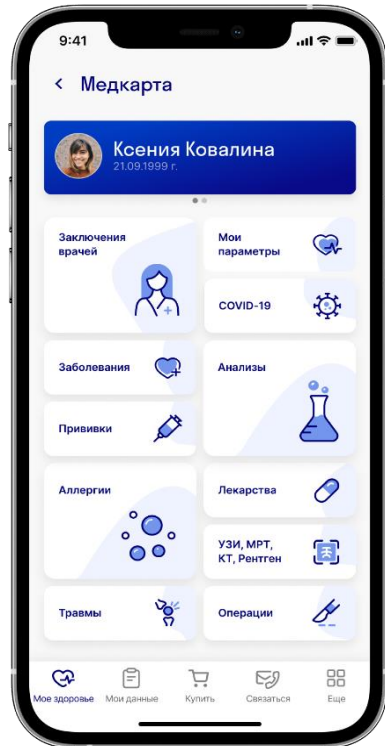 9:41
Медкарта
Ксения Ковалина
21.09.1999 г.
Заключения
врачей
Мои
параметры
COVID-19
Заболевания
Анализы
Прививки
Аллергии
Лекарства
УЗИ, МРТ,
КТ, Рентген
Травмы
Операции
Мое здоровье
Мои данные
Купить
Связаться
Еще